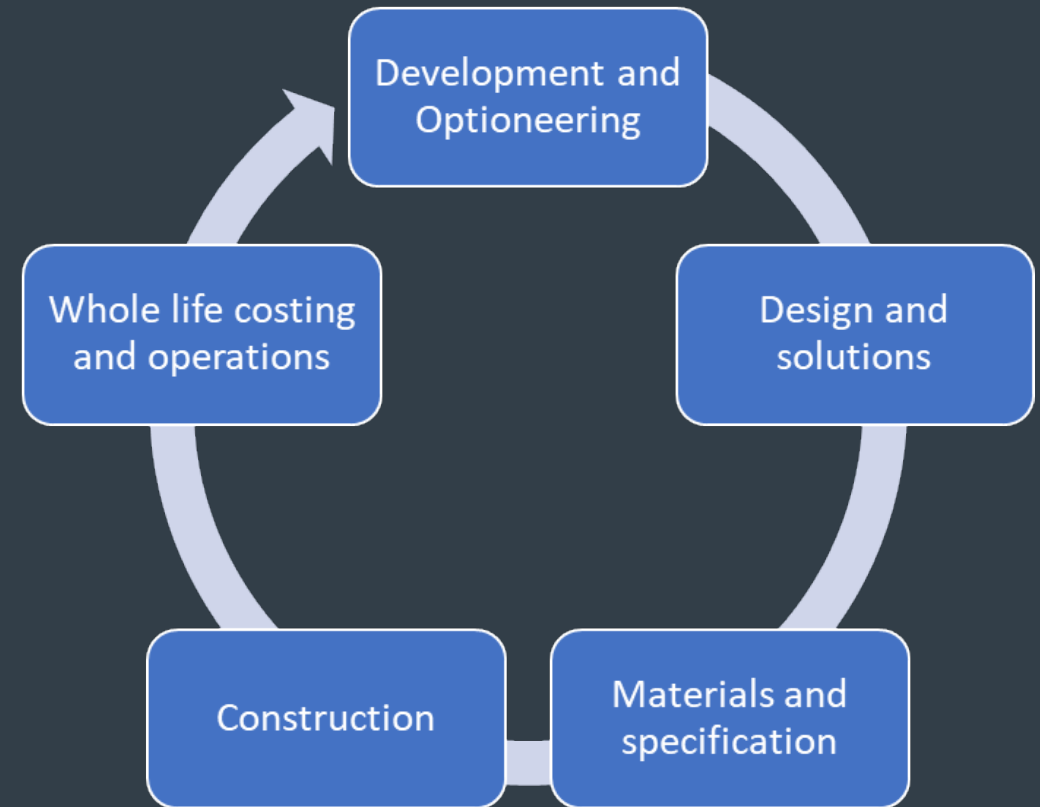 Development and
Optioneering
Design and
solutions
Materials and
specification
Construction
Whole life costing
and operations